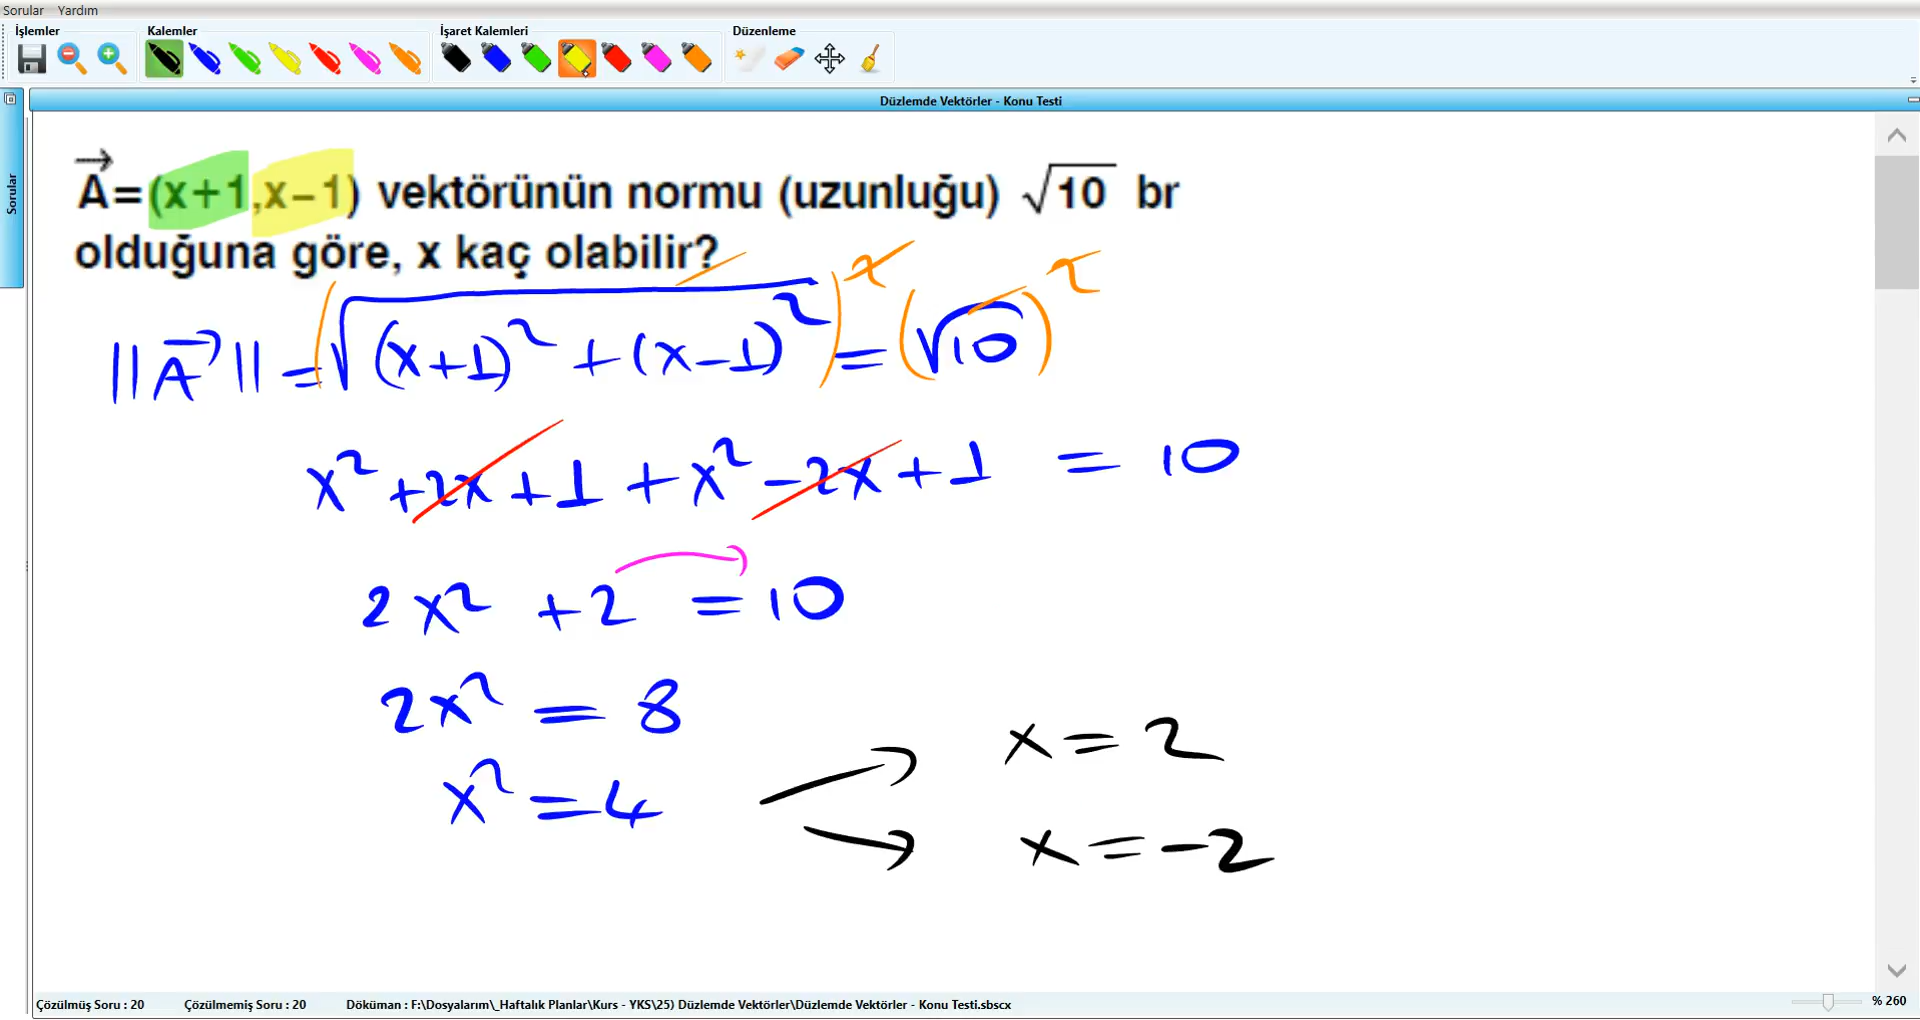 Sorular Yardım
İşlemler Kalemler İşaret Kalemleri Düzenleme
Düzlemde Vektörler - Konu Testi
Sorular
A⃗=(x+1,x−1) vektörünün normu (uzunluğu) √10 br
olduğuna göre, x kaç olabilir?
||A⃗|| = (√((x+1)² + (x−1)²))² = (√10)²
x² +2x +1 + x² −2x +1 = 10
2x² +2 = 10
2x² = 8
x = 2
x² = 4
x = −2
Çözülmüş Soru : 20 Çözülmemiş Soru : 20 Döküman : F:\Dosyalarım\_Haftalık Planlar\Kurs - YKS\25) Düzlemde Vektörler\Düzlemde Vektörler - Konu Testi.sbscx % 260